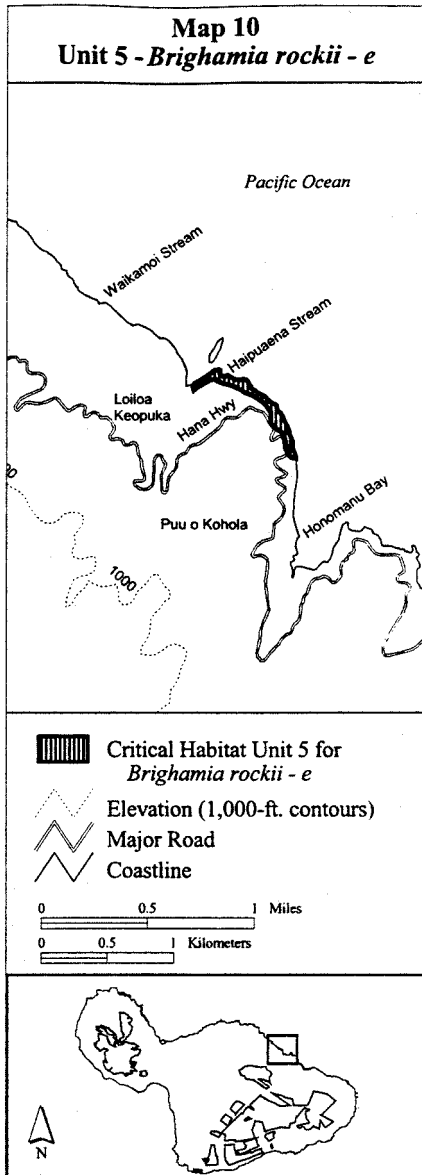 Map 10
Unit 5 - Brighamia rockii - e
Pacific Ocean
Waikamoi Stream
Haipuaena Stream
Loiloa
Keopuka
Hana Hwy
Honomanu Bay
Puu o Kohola
1000
Critical Habitat Unit 5 for
Brighamia rockii - e
Elevation (1,000-ft. contours)
Major Road
Coastline
0 0.5 1 Miles
0 0.5 1 Kilometers
N